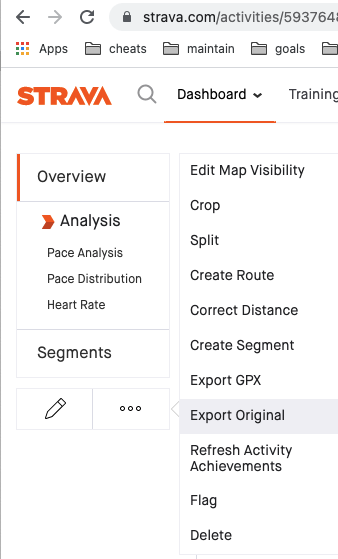 strava.com/activities/593764
Apps cheats maintain goals
STRAVA Dashboard Training
Overview
Analysis
Pace Analysis
Pace Distribution
Heart Rate
Segments
Edit Map Visibility
Crop
Split
Create Route
Correct Distance
Create Segment
Export GPX
Export Original
Refresh Activity
Achievements
Flag
Delete